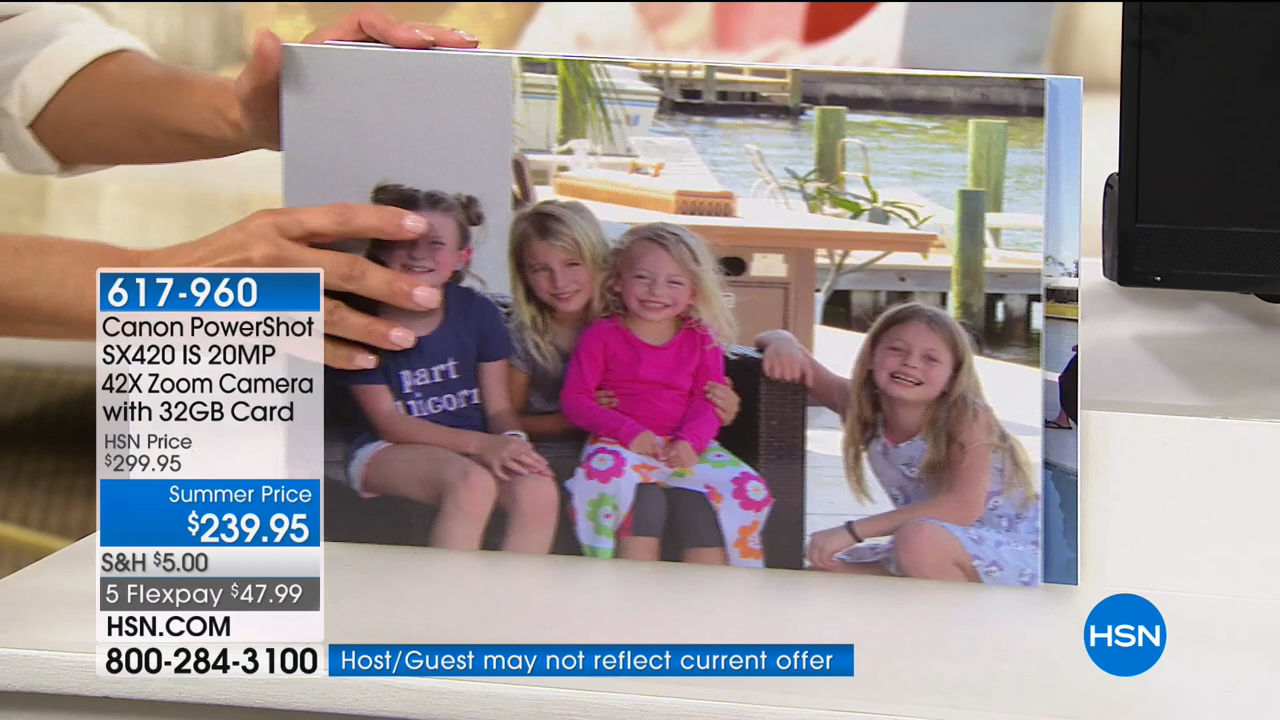 part
unicorn
617-960
Canon PowerShot
SX420 IS 20MP
42X Zoom Camera
with 32GB Card
HSN Price
$299.95
Summer Price
$239.95
S&H $5.00
5 Flexpay $47.99
HSN.COM
800-284-3100
Host/Guest may not reflect current offer
HSN